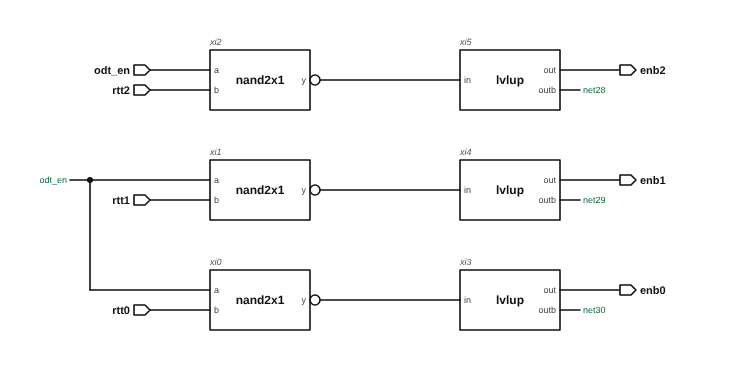 xi2
xi5
odt_en
a
nand2x1
y
in
lvlup
out
enb2
rtt2
b
outb
net28
xi1
xi4
odt_en
a
nand2x1
y
in
lvlup
out
enb1
rtt1
b
outb
net29
xi0
xi3
a
nand2x1
y
in
lvlup
out
enb0
rtt0
b
outb
net30